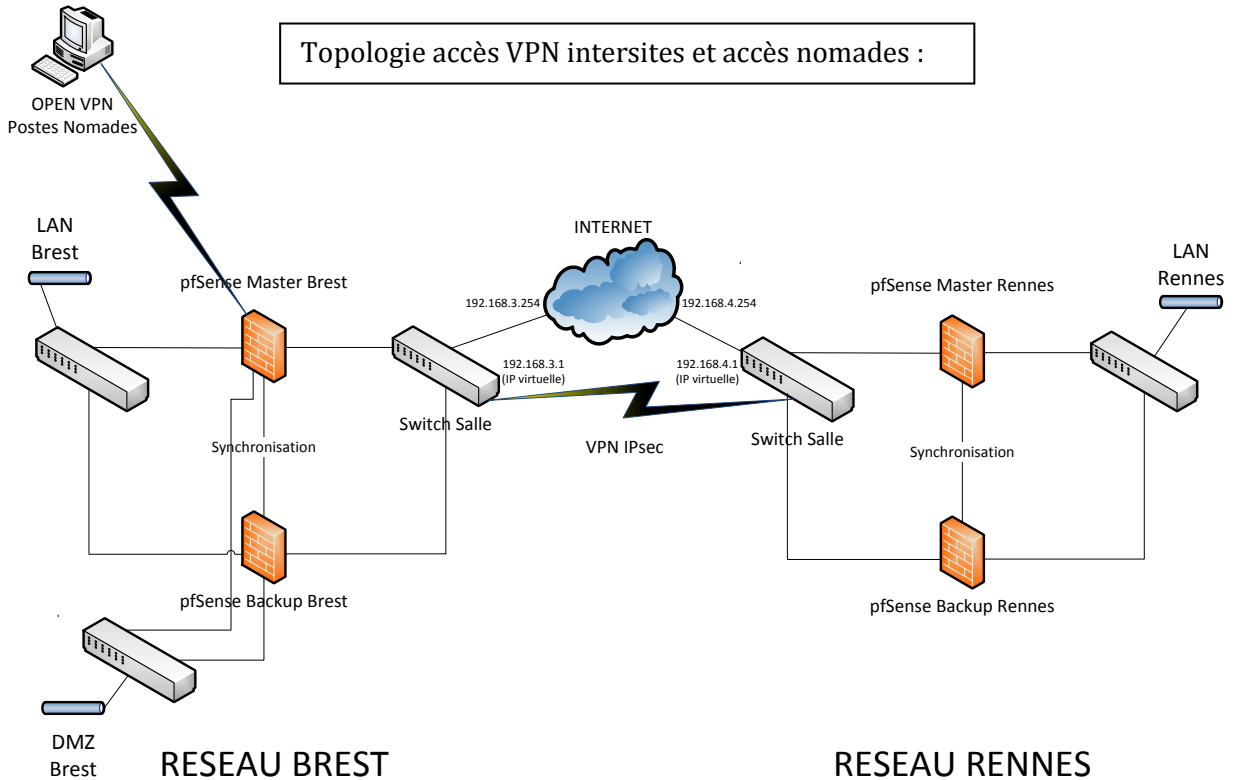 Topologie accès VPN intersites et accès nomades :
OPEN VPN
Postes Nomades
LAN
Brest
pfSense Master Brest
INTERNET
192.168.3.254
192.168.4.254
pfSense Master Rennes
LAN
Rennes
192.168.3.1
(IP virtuelle)
192.168.4.1
(IP virtuelle)
Switch Salle
VPN IPsec
Switch Salle
Synchronisation
Synchronisation
pfSense Backup Brest
pfSense Backup Rennes
DMZ
Brest
RESEAU BREST
RESEAU RENNES